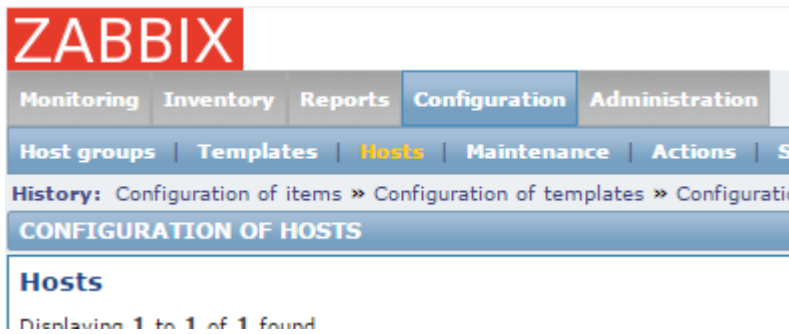 ZABBIX
Monitoring Inventory Reports Configuration Administration
Host groups | Templates | Hosts | Maintenance | Actions |
History: Configuration of items » Configuration of templates »
CONFIGURATION OF HOSTS
Hosts
Displaying 1 to 1 of 1 found